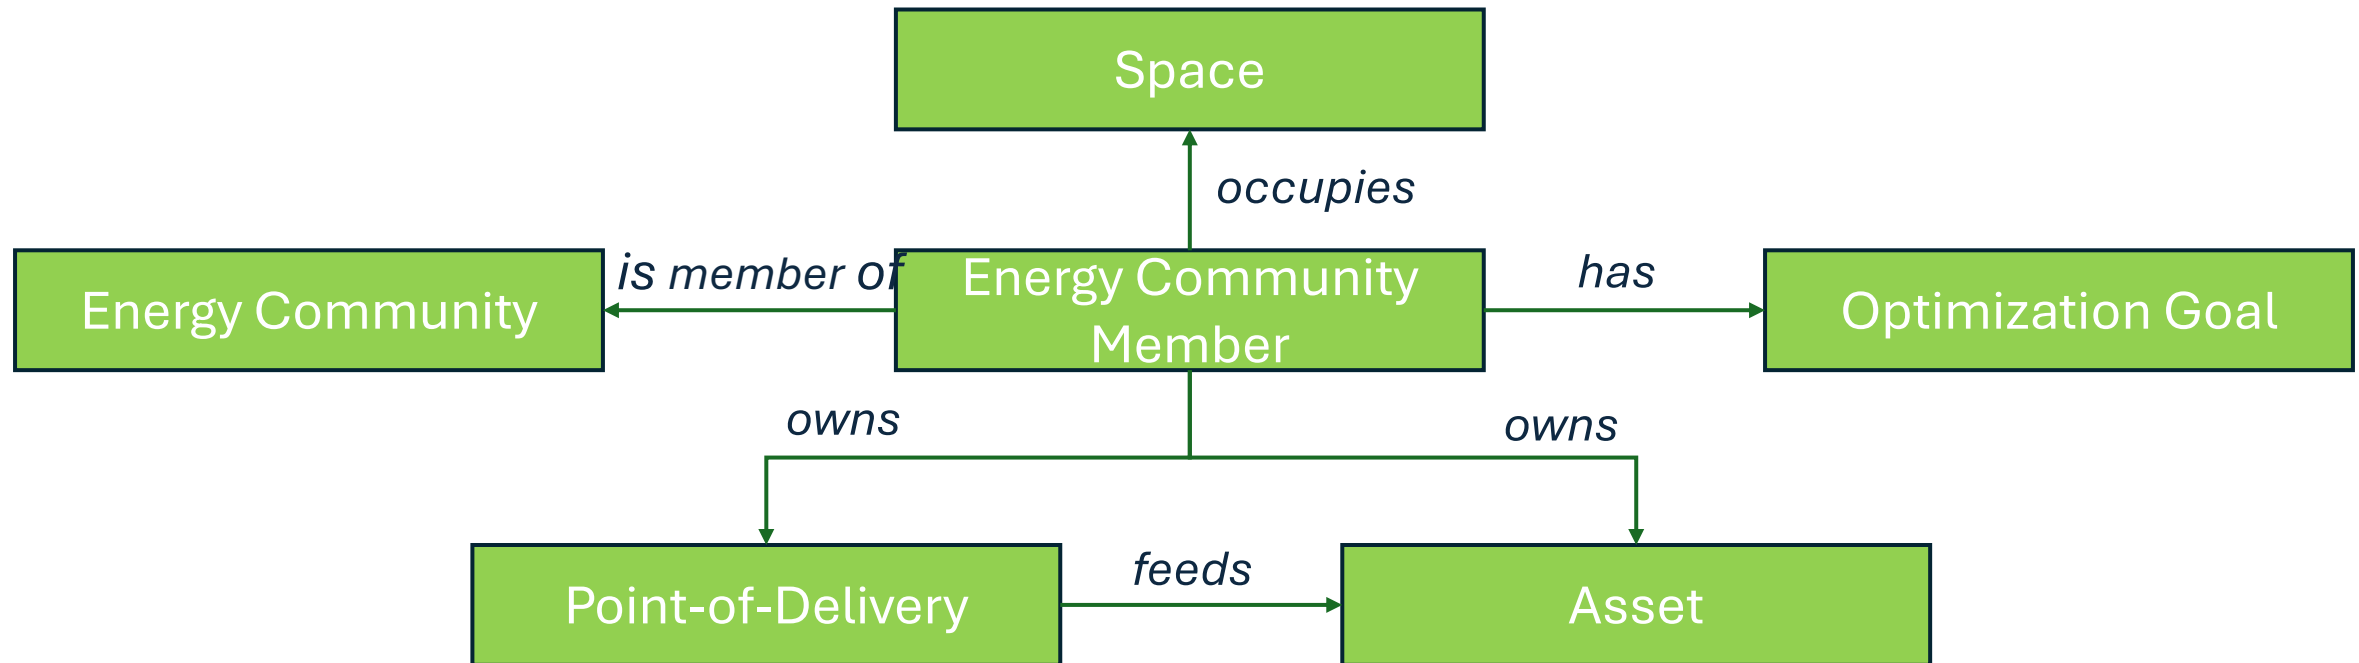 Space
occupies
Energy Community
is member of
Energy Community
Member
has
Optimization Goal
owns
owns
Point-of-Delivery
feeds
Asset